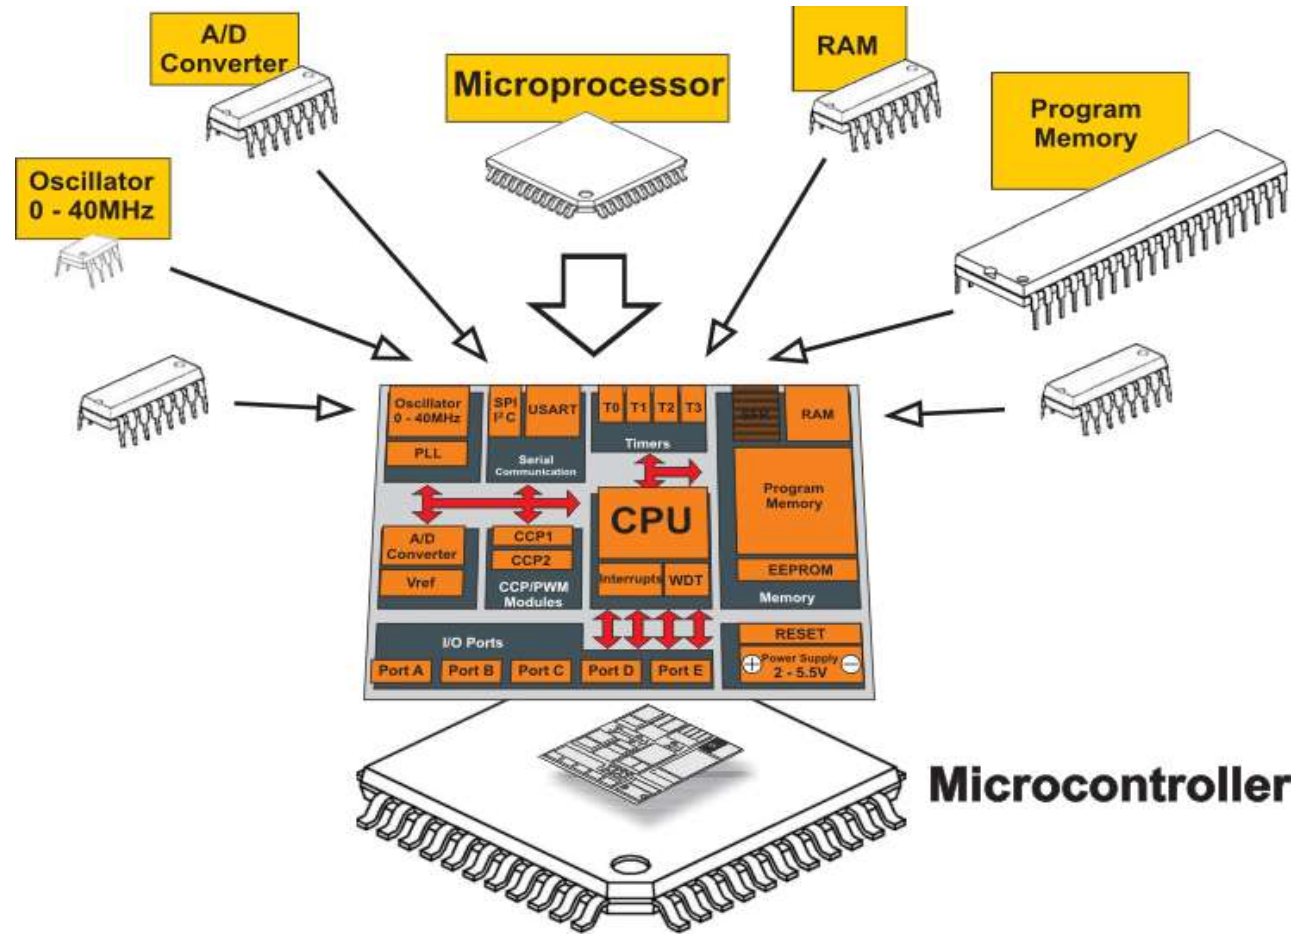 A/D
Converter
Microprocessor
RAM
Program
Memory
Oscillator
0 - 40MHz
Oscillator
0 - 40MHz
PLL
SPI
I²C
USART
Serial
Communication
T0 T1 T2 T3
Timers
RAM
Program
Memory
EEPROM
Memory
CPU
Interrupts WDT
A/D
Converter
Vref
CCP1
CCP2
CCP/PWM
Modules
I/O Ports
Port A Port B Port C Port D Port E
RESET
Power Supply
2 - 5.5V
Microcontroller